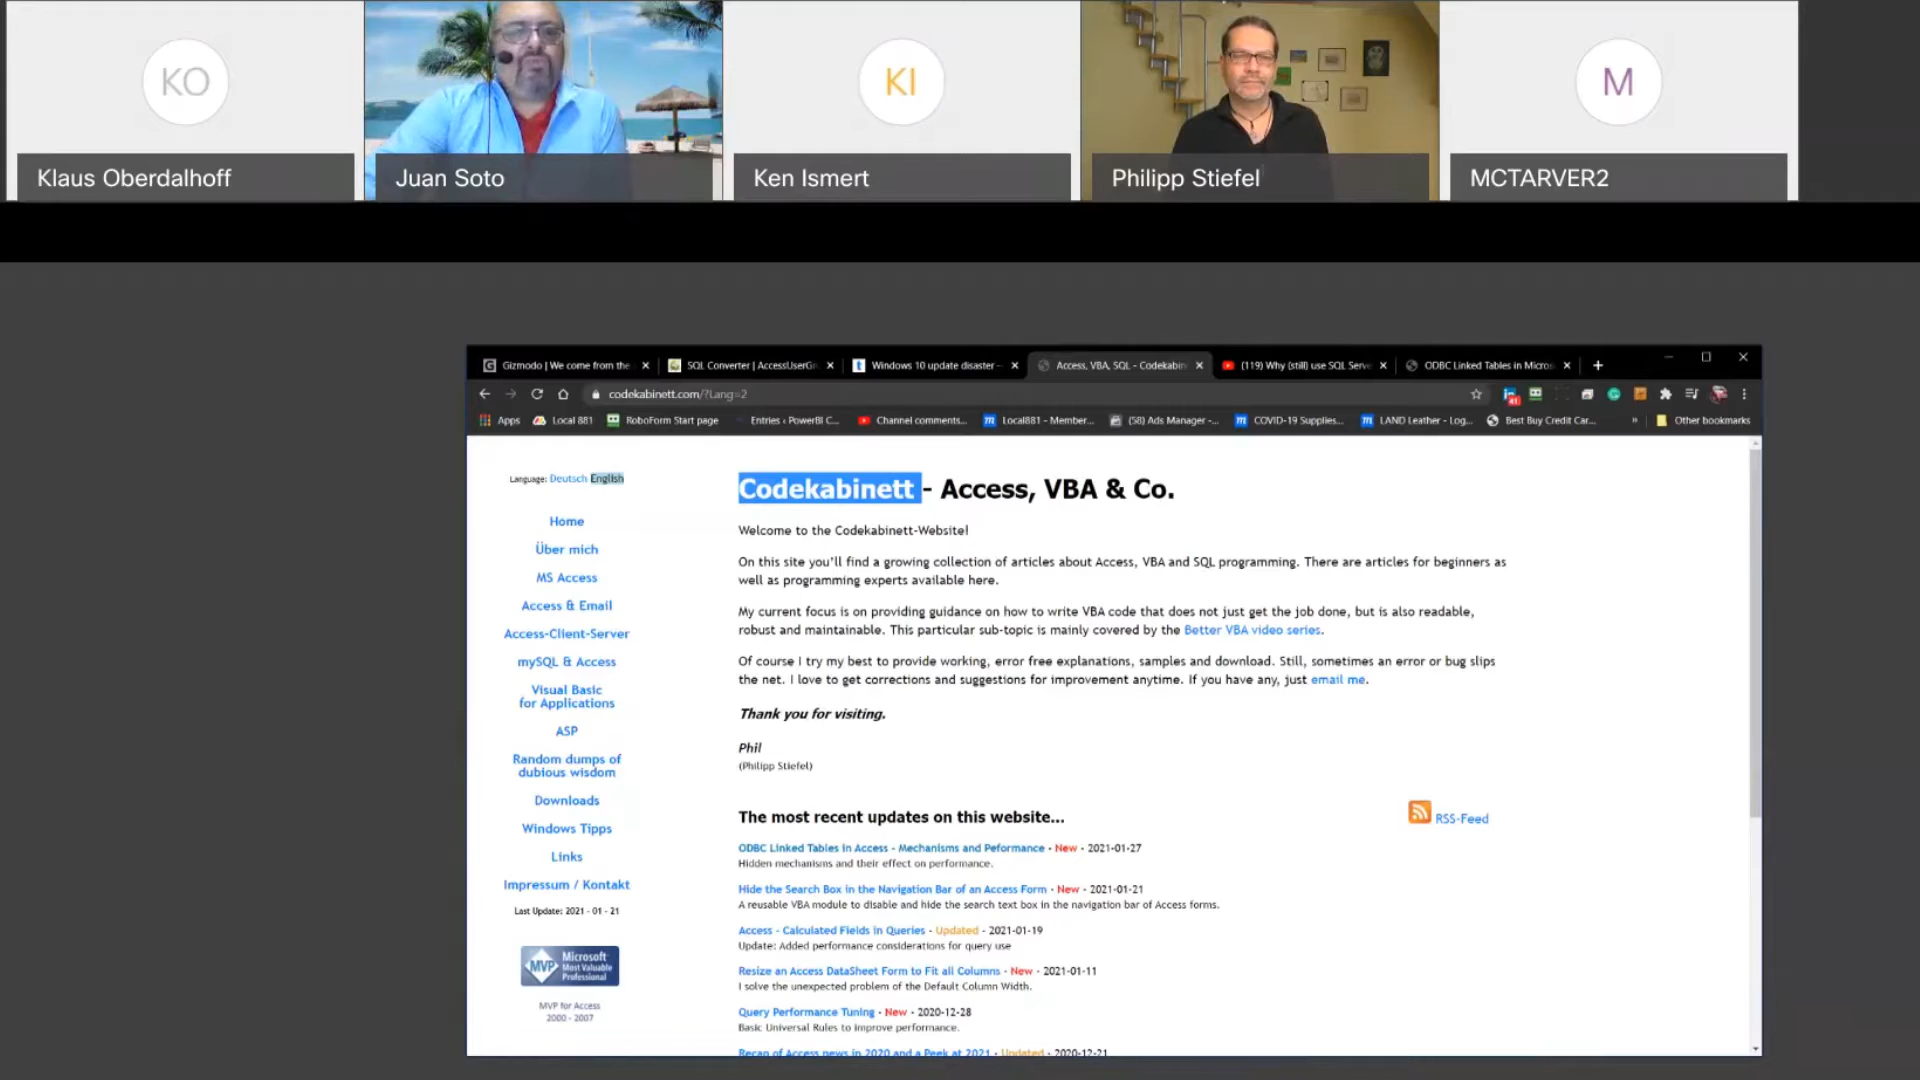 KO
KI
M
Klaus Oberdalhoff
Juan Soto
Ken Ismert
Philipp Stiefel
MCTARVER2
Gizmodo | We come from the
SQL Converter | AccessUserGr
Windows 10 update disaster –
Access, VBA, SQL - Codekabin
(119) Why (still) use SQL Serve
ODBC Linked Tables in Micros
codekabinett.com/?Lang=2
Apps
Local 881
RoboForm Start page
Entries ‹ PowerBI C...
Channel comments...
Local881 - Member...
(58) Ads Manager -...
COVID-19 Supplies...
LAND Leather - Log...
Best Buy Credit Car...
»
Other bookmarks
Language: Deutsch English
Home
Über mich
MS Access
Access & Email
Access-Client-Server
mySQL & Access
Visual Basic
for Applications
ASP
Random dumps of
dubious wisdom
Downloads
Windows Tipps
Links
Impressum / Kontakt
Last Update: 2021 - 01 - 21
MVP
Microsoft
Most Valuable
Professional
MVP for Access
2000 - 2007
Codekabinett - Access, VBA & Co.
Welcome to the Codekabinett-Website!
On this site you'll find a growing collection of articles about Access, VBA and SQL programming. There are articles for beginners as
well as programming experts available here.
My current focus is on providing guidance on how to write VBA code that does not just get the job done, but is also readable,
robust and maintainable. This particular sub-topic is mainly covered by the Better VBA video series.
Of course I try my best to provide working, error free explanations, samples and download. Still, sometimes an error or bug slips
the net. I love to get corrections and suggestions for improvement anytime. If you have any, just email me.
Thank you for visiting.
Phil
(Philipp Stiefel)
The most recent updates on this website...
RSS-Feed
ODBC Linked Tables in Access - Mechanisms and Peformance - New - 2021-01-27
Hidden mechanisms and their effect on performance.
Hide the Search Box in the Navigation Bar of an Access Form - New - 2021-01-21
A reusable VBA module to disable and hide the search text box in the navigation bar of Access forms.
Access - Calculated Fields in Queries - Updated - 2021-01-19
Update: Added performance considerations for query use
Resize an Access DataSheet Form to Fit all Columns - New - 2021-01-11
I solve the unexpected problem of the Default Column Width.
Query Performance Tuning - New - 2020-12-28
Basic Universal Rules to improve performance.
Recap of Access news in 2020 and a Peek at 2021 - Updated - 2020-12-21